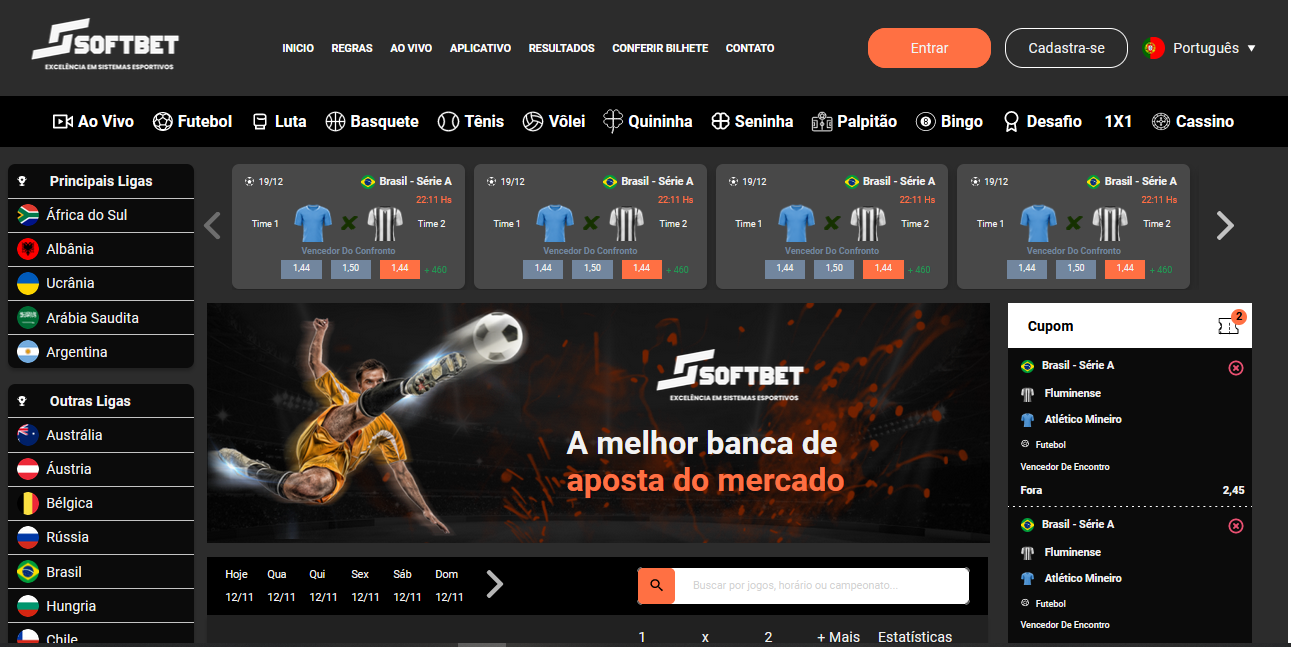 SOFTBET
EXCELÊNCIA EM SISTEMAS ESPORTIVOS
INICIO REGRAS AO VIVO APLICATIVO RESULTADOS CONFERIR BILHETE CONTATO
Entrar
Cadastra-se
Português
Ao Vivo Futebol Luta Basquete Tênis Vôlei Quininha Seninha Palpitão Bingo Desafio 1X1 Cassino
Principais Ligas
África do Sul
Albânia
Ucrânia
Arábia Saudita
Argentina
Outras Ligas
Austrália
Áustria
Bélgica
Rússia
Brasil
Hungria
Chile
19/12 Brasil - Série A
22:11 Hs
Time 1 Time 2
Vencedor Do Confronto
1,44 1,50 1,44 + 460
19/12 Brasil - Série A
22:11 Hs
Time 1 Time 2
Vencedor Do Confronto
1,44 1,50 1,44 + 460
19/12 Brasil - Série A
22:11 Hs
Time 1 Time 2
Vencedor Do Confronto
1,44 1,50 1,44 + 460
19/12 Brasil - Série A
22:11 Hs
Time 1 Time 2
Vencedor Do Confronto
1,44 1,50 1,44 + 460
SOFTBET
EXCELÊNCIA EM SISTEMAS ESPORTIVOS
A melhor banca de
aposta do mercado
Hoje Qua Qui Sex Sáb Dom
12/11 12/11 12/11 12/11 12/11 12/11
Buscar por jogos, horário ou campeonato...
1 x 2 + Mais Estatísticas
Cupom 2
Brasil - Série A
Fluminense
Atlético Mineiro
Futebol
Vencedor De Encontro
Fora 2,45
Brasil - Série A
Fluminense
Atlético Mineiro
Futebol
Vencedor De Encontro